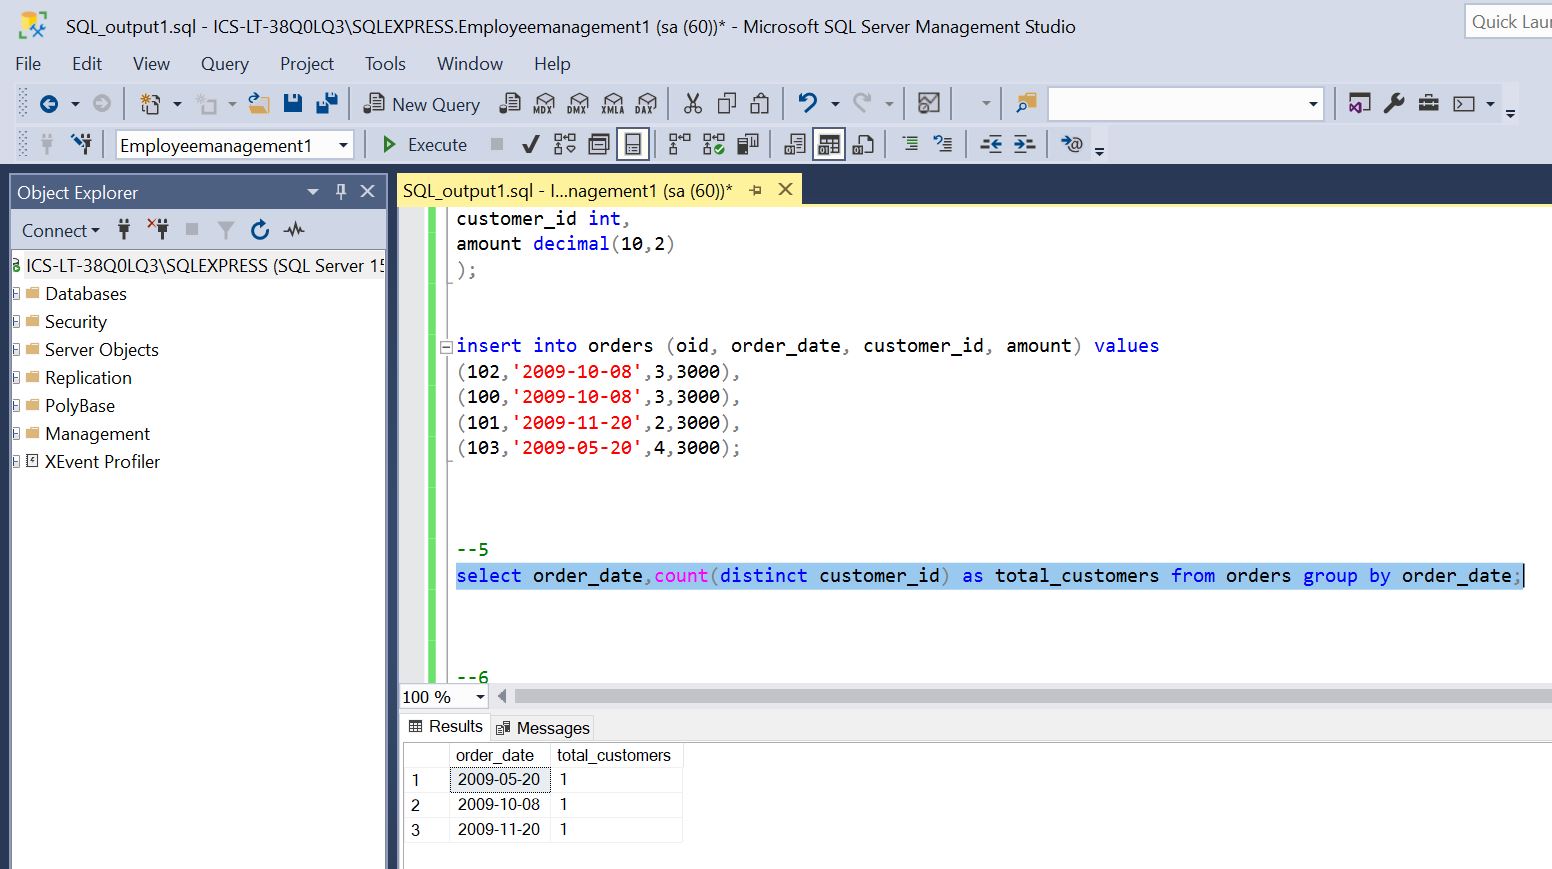 SQL_output1.sql - ICS-LT-38Q0LQ3\SQLEXPRESS.Employeemanagement1 (sa (60))* - Microsoft SQL Server Management Studio
Quick Lau
File Edit View Query Project Tools Window Help
New Query MDX DMX XMLA DAX
Employeemanagement1 Execute
Object Explorer
SQL_output1.sql - I...nagement1 (sa (60))*
Connect
ICS-LT-38Q0LQ3\SQLEXPRESS (SQL Server 15
Databases
Security
Server Objects
Replication
PolyBase
Management
XEvent Profiler
customer_id int,
amount decimal(10,2)
);
insert into orders (oid, order_date, customer_id, amount) values
(102,'2009-10-08',3,3000),
(100,'2009-10-08',3,3000),
(101,'2009-11-20',2,3000),
(103,'2009-05-20',4,3000);
--5
select order_date,count(distinct customer_id) as total_customers from orders group by order_date;
--6
100 %
Results Messages
order_date total_customers
1 2009-05-20 1
2 2009-10-08 1
3 2009-11-20 1